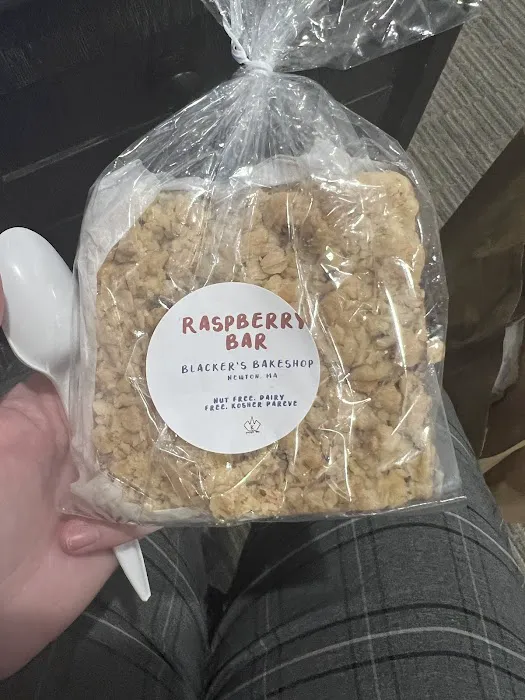 RASPBERRY
BAR
BLACKER'S BAKESHOP
NEWTON, MA
NUT FREE, DAIRY
FREE, KOSHER PAREVE